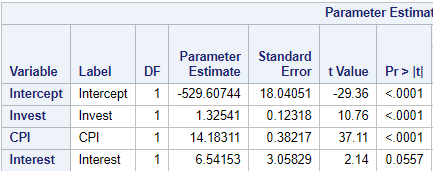 Parameter Estimat
Variable Label DF Parameter Estimate Standard Error t Value Pr > |t|
Intercept Intercept 1 -529.60744 18.04051 -29.36 <.0001
Invest Invest 1 1.32541 0.12318 10.76 <.0001
CPI CPI 1 14.18311 0.38217 37.11 <.0001
Interest Interest 1 6.54153 3.05829 2.14 0.0557